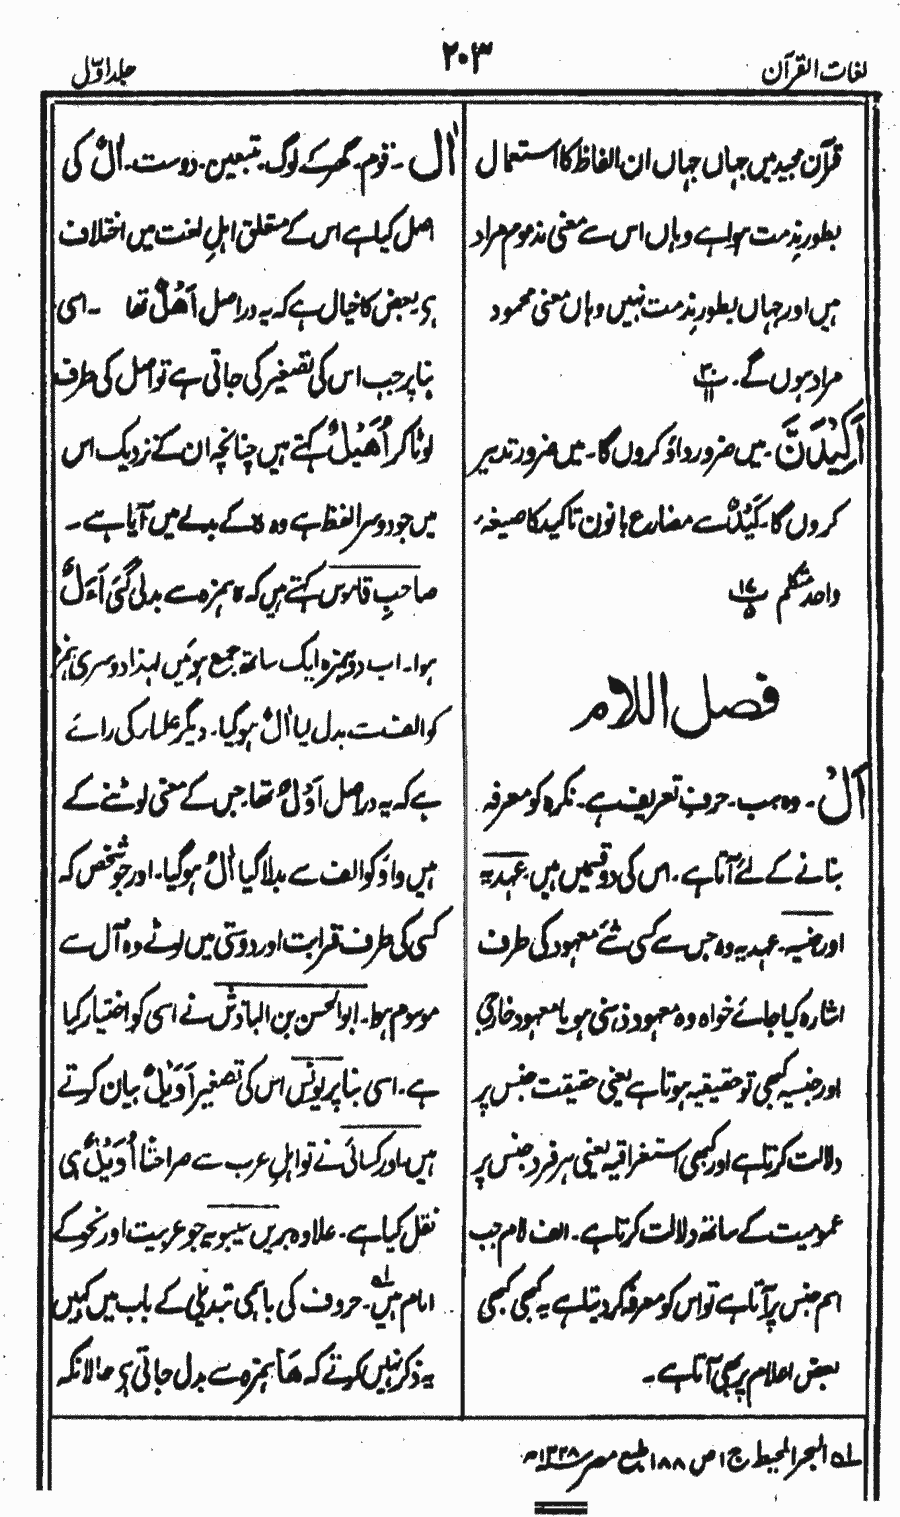 لغات القرآن
۲۰۳
جلد اوّل
قرآن مجید میں جہاں جہاں ان الفاظ کا استعمال
بطور مذمت ہوا ہے وہاں اس سے معنی مذموم مراد
ہیں اور جہاں بطور مذمت نہیں وہاں معنی محمود
مراد ہوں گے۔ پ۳۰ ۱۱
اَکِیْدَنَّ۔ میں ضرور داؤ کروں گا۔ میں ضرور تدبیر
کروں گا۔ کَیْدٌ سے مضارع با نون تاکید کا صیغہ
واحد متکلم پ۱۷ ۵
فصل اللام
اَلْ۔ وہ ہب۔ حرف تعریف ہے۔ نکرہ کو معرفہ
بنانے کے لئے آتا ہے۔ اس کی دو قسمیں ہیں۔ عہدیہ
اور جنسیہ۔ عہدیہ وہ جس سے کسی شے معہود کی طرف
اشارہ کیا جائے خواہ وہ معہود ذہنی ہو یا معہود خارجی
اور جنسیہ کبھی تو حقیقیہ ہوتا ہے یعنی حقیقت جنس پر
دلالت کرتا ہے اور کبھی استغراقیہ یعنی ہر فرد جنس پر
عمومیت کے ساتھ دلالت کرتا ہے۔ الف لام جب
اسم جنس پر آتا ہے تو اس کو معرفہ کر دیتا ہے یہ کبھی کبھی
بعض اعلام پر بھی آتا ہے۔
اٰل۔ قوم۔ گھر کے لوگ۔ متبعین۔ دوست۔ اٰلٌ کی
اصل کیا ہے اس کے متعلق اہلِ لغت میں اختلاف
ہے بعض کا خیال ہے کہ یہ در اصل اَھْلٌ تھا۔ اسی
بنا پر جب اس کی تصغیر کی جاتی ہے تو اصل کی طرف
لوٹا کر اُھَیْلٌ کہتے ہیں چنانچہ ان کے نزدیک اس
میں جو دوسرا لفظ ہے وہ ہ کے بدلے میں آیا ہے۔
صاحبِ قاموس کہتے ہیں کہ ہ ہمزہ سے بدلی گئی اَءَلٌ
ہوا۔ اب دو ہمزہ ایک ساتھ جمع ہوئیں لہذا دوسری ہمزہ
کو الف سے بدل لیا اٰلٌ ہو گیا۔ دیگر علماء کی رائے
ہے کہ یہ در اصل اَوَلٌ تھا۔ جس کے معنی لوٹنے کے
ہیں واؤ کو الف سے بدلا گیا اٰلٌ ہو گیا۔ اور جو شخص کہ
کسی کی طرف قرابت اور دوستی میں لوٹے وہ آل سے
موسوم ہوا۔ ابو الحسن بن الباذش نے اسی کو اختیار کیا
ہے۔ اسی بنا پر یونس اس کی تصغیر اُوَیْلٌ بیان کرتے
ہیں۔ اور کسائی نے تو اہلِ عرب سے صراحتاً اُوَیْلٌ ہی
نقل کیا ہے۔ علاوہ بریں سیبویہ جو عربیت اور نحو کے
امام ہیں۔ حروف کی باہمی تبدیلی کے باب میں کہیں
یہ ذکر نہیں کرتے کہ ھَا ہمزہ سے بدل جاتی ہے حالانکہ
لہ البحر المحیط ج ۱ ص ۱۸۸ طبع مصر ۱۳۲۸ھ